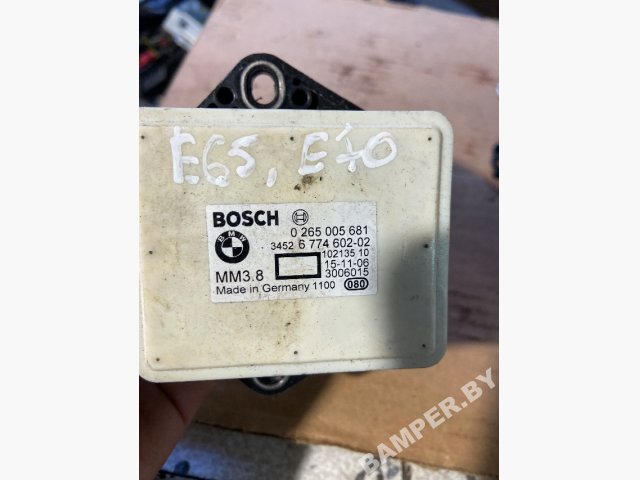 E65, E70
BOSCH
0 265 005 681
BMW
3452 6 774 602-02
102135 10
15-11-06
MM3.8
3006015
Made in Germany 1100 080
BAMPER.BY